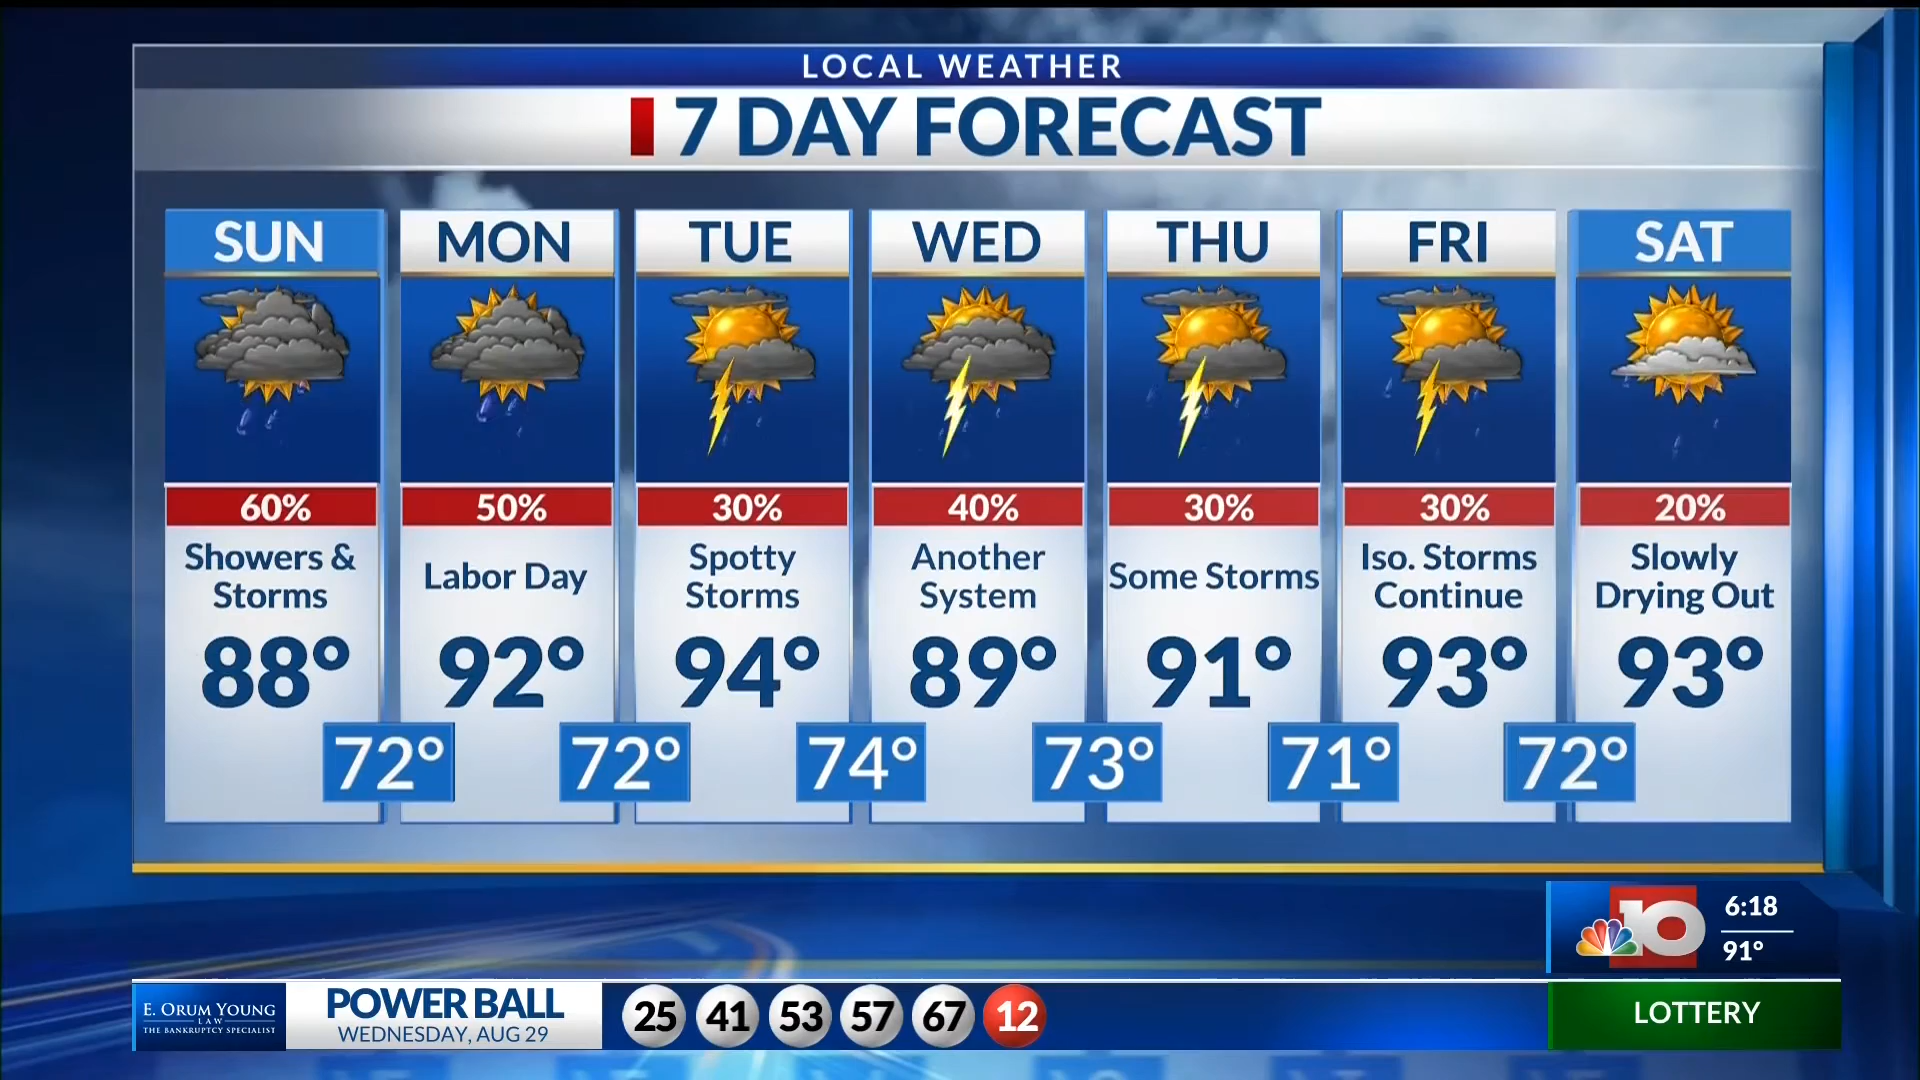 LOCAL WEATHER
7 DAY FORECAST
SUN
MON
TUE
WED
THU
FRI
SAT
60%
50%
30%
40%
30%
30%
20%
Showers &
Storms
Labor Day
Spotty
Storms
Another
System
Some Storms
Iso. Storms
Continue
Slowly
Drying Out
88°
92°
94°
89°
91°
93°
93°
72°
72°
74°
73°
71°
72°
10
6:18
91°
E. ORUM YOUNG
LAW
THE BANKRUPTCY SPECIALIST
POWER BALL
WEDNESDAY, AUG 29
25 41 53 57 67 12
LOTTERY